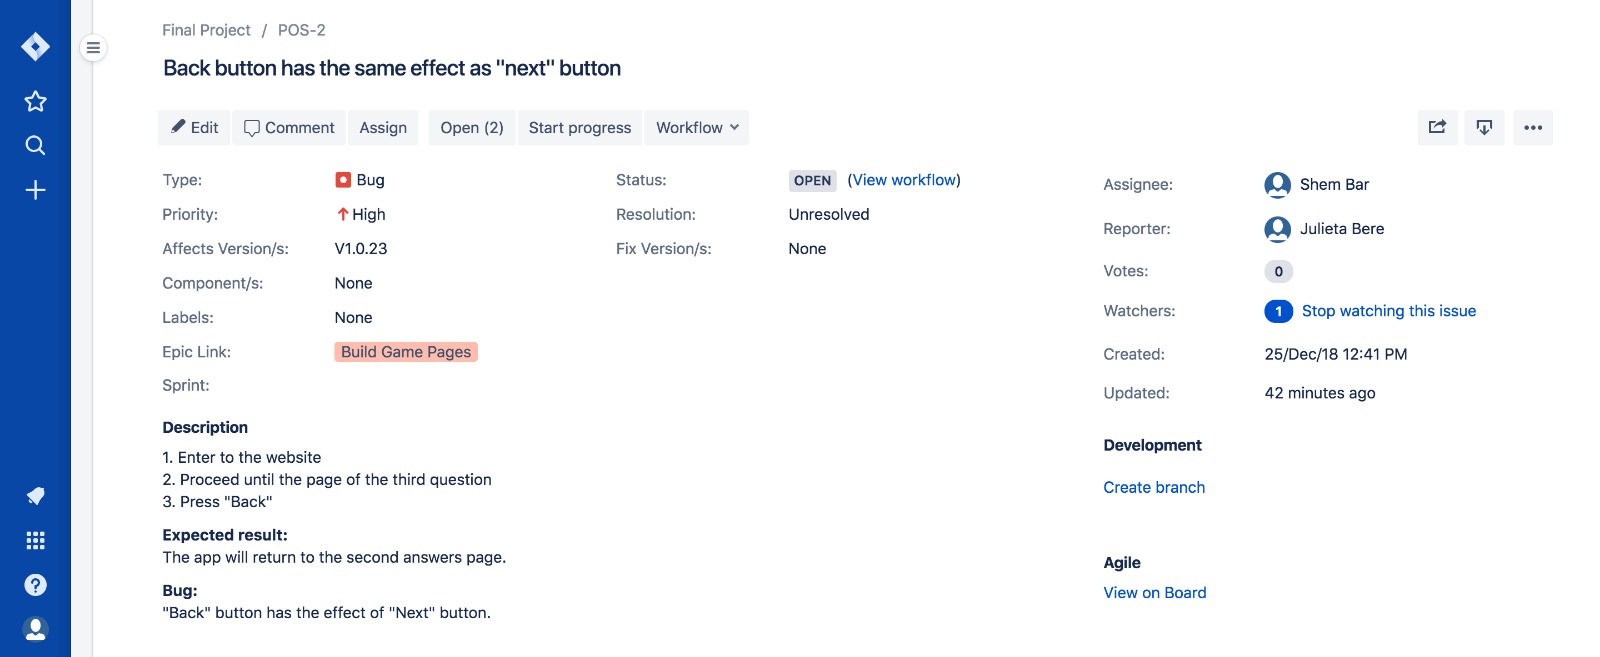 Final Project / POS-2
Back button has the same effect as "next" button
Edit Comment Assign Open (2) Start progress Workflow
Type: Bug
Priority: High
Affects Version/s: V1.0.23
Component/s: None
Labels: None
Epic Link: Build Game Pages
Sprint:
Status: OPEN (View workflow)
Resolution: Unresolved
Fix Version/s: None
Description
1. Enter to the website
2. Proceed until the page of the third question
3. Press "Back"
Expected result:
The app will return to the second answers page.
Bug:
"Back" button has the effect of "Next" button.
Assignee: Shem Bar
Reporter: Julieta Bere
Votes: 0
Watchers: 1 Stop watching this issue
Created: 25/Dec/18 12:41 PM
Updated: 42 minutes ago
Development
Create branch
Agile
View on Board